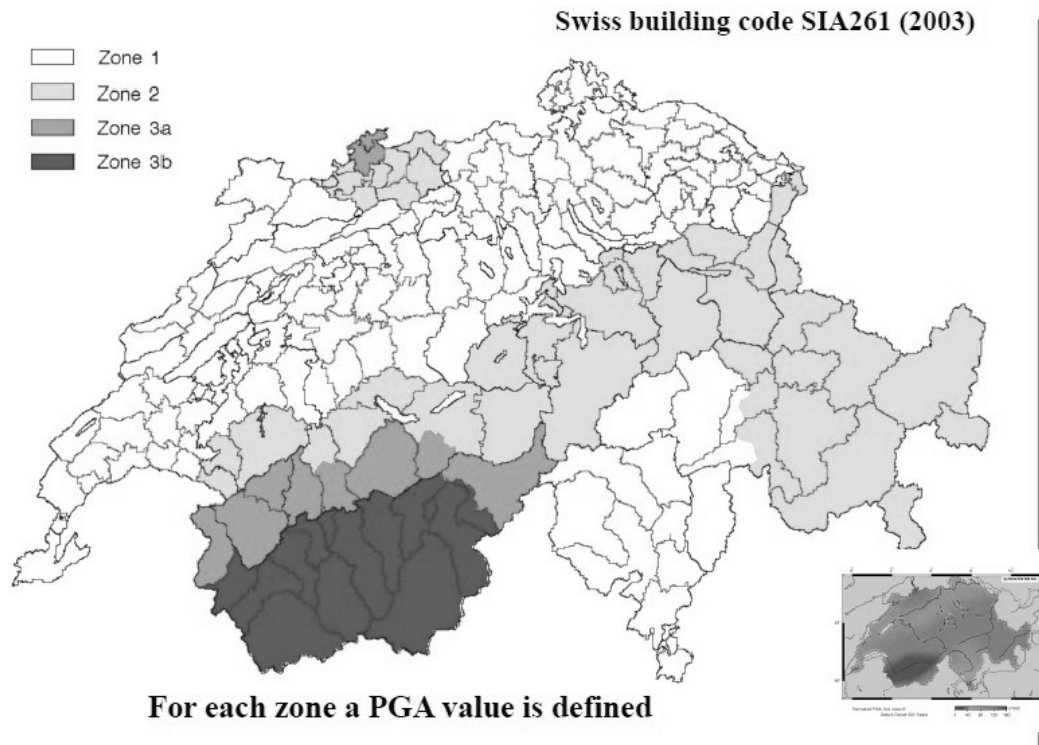 Swiss building code SIA261 (2003)
Zone 1
Zone 2
Zone 3a
Zone 3b
For each zone a PGA value is defined